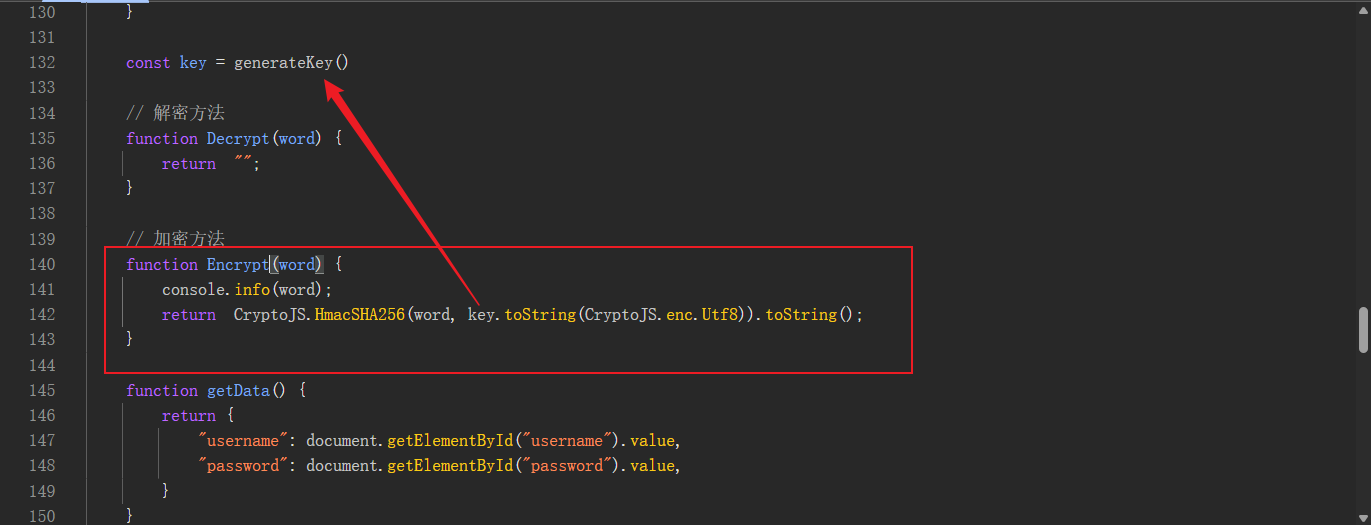 130 }
131
132 const key = generateKey()
133
134 // 解密方法
135 function Decrypt(word) {
136 return "";
137 }
138
139 // 加密方法
140 function Encrypt(word) {
141 console.info(word);
142 return CryptoJS.HmacSHA256(word, key.toString(CryptoJS.enc.Utf8)).toString();
143 }
144
145 function getData() {
146 return {
147 "username": document.getElementById("username").value,
148 "password": document.getElementById("password").value,
149 }
150 }